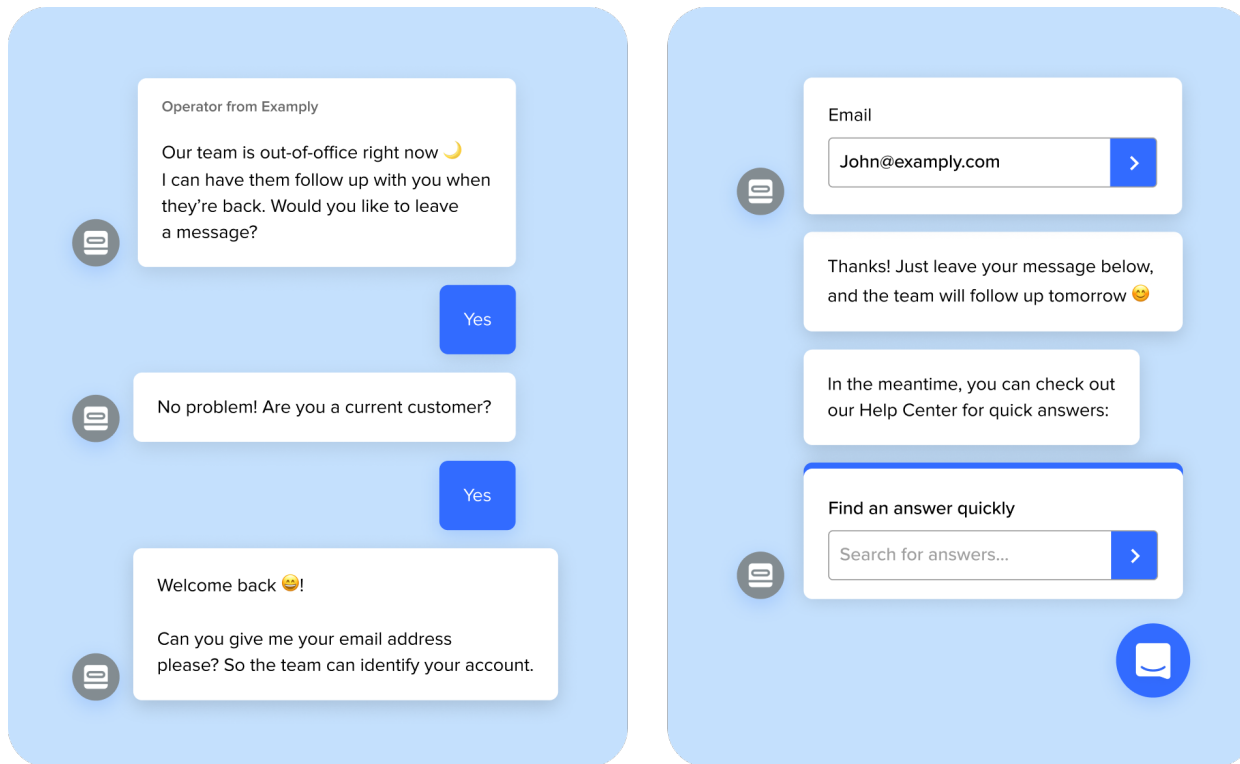 Operator from Examply
Our team is out-of-office right now 🌙
I can have them follow up with you when
they’re back. Would you like to leave
a message?
Yes
No problem! Are you a current customer?
Yes
Welcome back 😄!
Can you give me your email address
please? So the team can identify your account.
Email
John@examply.com
Thanks! Just leave your message below,
and the team will follow up tomorrow 😊
In the meantime, you can check out
our Help Center for quick answers:
Find an answer quickly
Search for answers...